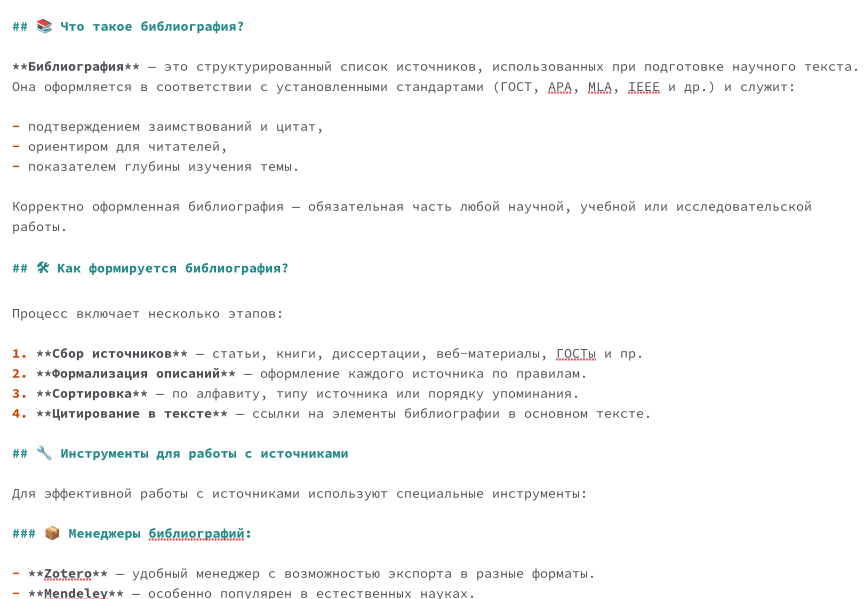 ## 📚 Что такое библиография?
**Библиография** — это структурированный список источников, использованных при подготовке научного текста.
Она оформляется в соответствии с установленными стандартами (ГОСТ, APA, MLA, IEEE и др.) и служит:
- подтверждением заимствований и цитат,
- ориентиром для читателей,
- показателем глубины изучения темы.
Корректно оформленная библиография — обязательная часть любой научной, учебной или исследовательской
работы.
## 🛠 Как формируется библиография?
Процесс включает несколько этапов:
1. **Сбор источников** — статьи, книги, диссертации, веб-материалы, ГОСТы и пр.
2. **Формализация описаний** — оформление каждого источника по правилам.
3. **Сортировка** — по алфавиту, типу источника или порядку упоминания.
4. **Цитирование в тексте** — ссылки на элементы библиографии в основном тексте.
## 🔧 Инструменты для работы с источниками
Для эффективной работы с источниками используют специальные инструменты:
### 📦 Менеджеры библиографий:
- **Zotero** — удобный менеджер с возможностью экспорта в разные форматы.
- **Mendeley** — особенно популярен в естественных науках.